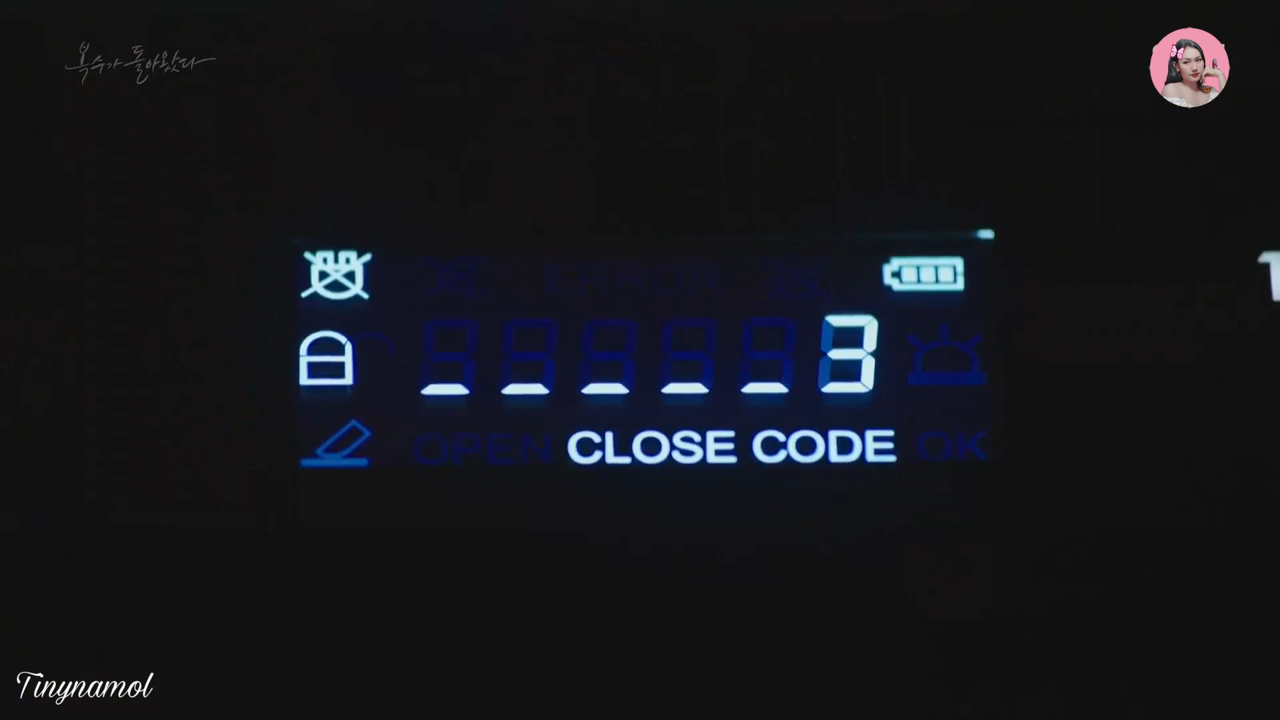 복수가 돌아왔다
ERROR
_ _ _ _ _ 3
OPEN CLOSE CODE OK
Tinynamol